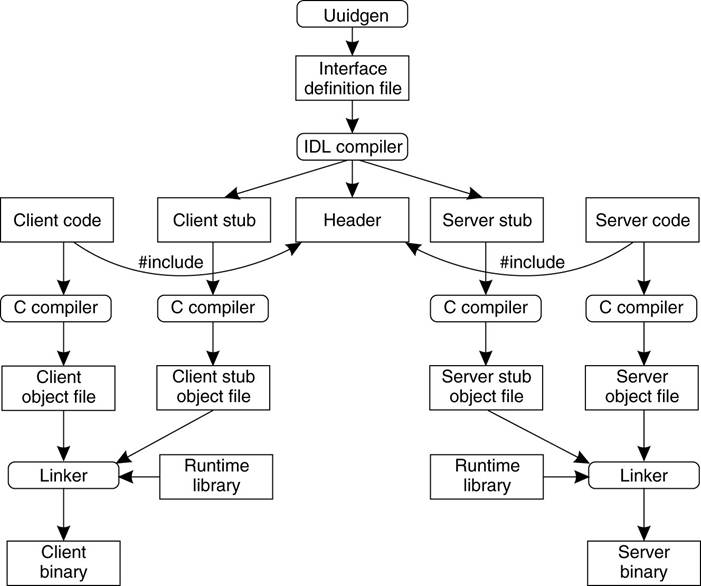 Uuidgen
Interface
definition file
IDL compiler
Client code
Client stub
Header
Server stub
Server code
#include
#include
C compiler
C compiler
C compiler
C compiler
Client
object file
Client stub
object file
Server stub
object file
Server
object file
Linker
Runtime
library
Runtime
library
Linker
Client
binary
Server
binary